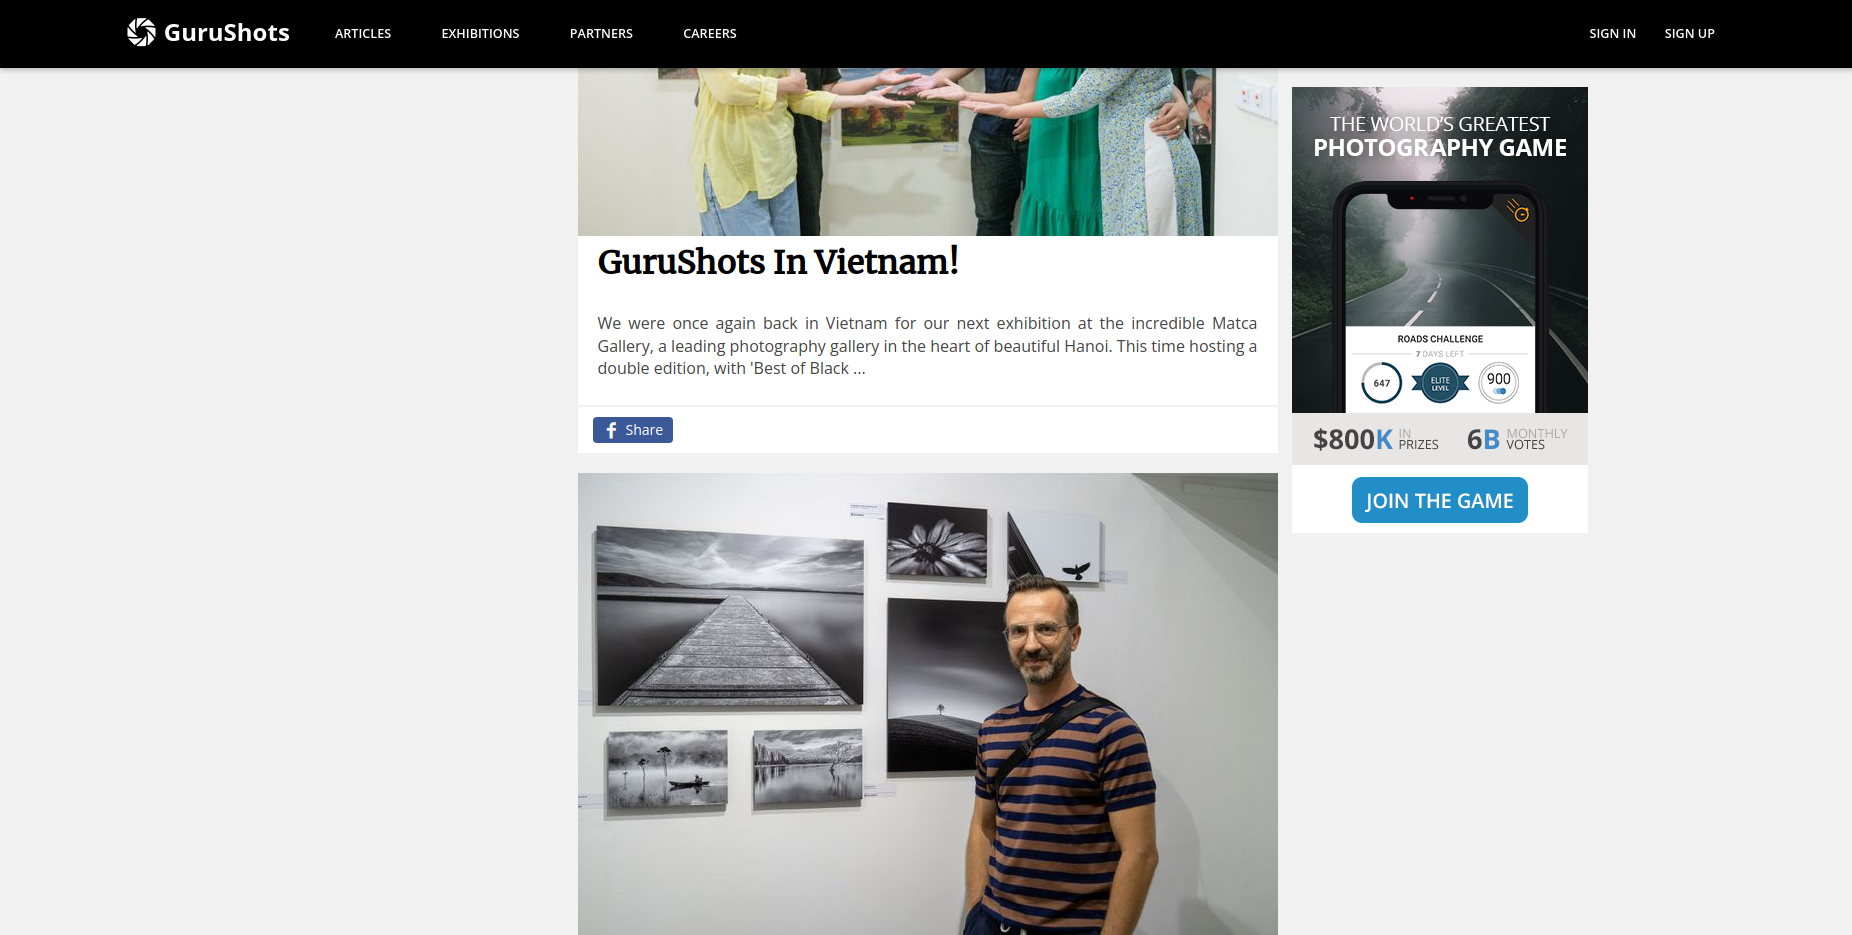 GuruShots
ARTICLES
EXHIBITIONS
PARTNERS
CAREERS
SIGN IN
SIGN UP
GuruShots In Vietnam!
We were once again back in Vietnam for our next exhibition at the incredible Matca
Gallery, a leading photography gallery in the heart of beautiful Hanoi. This time hosting a
double edition, with 'Best of Black ...
Share
THE WORLD'S GREATEST
PHOTOGRAPHY GAME
ROADS CHALLENGE
7 DAYS LEFT
647
ELITE
LEVEL
900
$800K IN PRIZES
6B MONTHLY VOTES
JOIN THE GAME